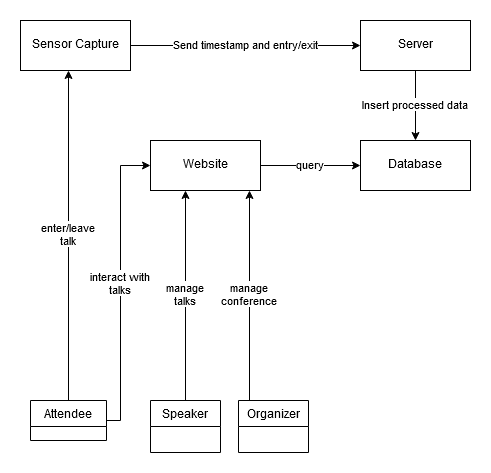 Sensor Capture
Send timestamp and entry/exit
Server
Insert processed data
Website
query
Database
enter/leave
talk
interact with
talks
manage
talks
manage
conference
Attendee
Speaker
Organizer